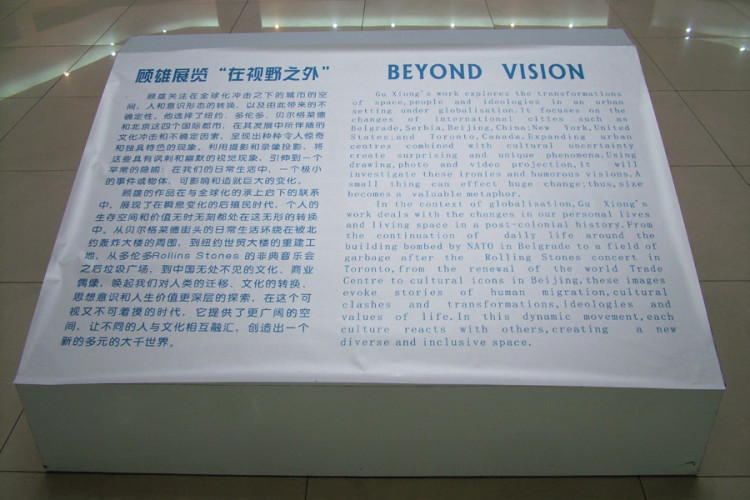 顾雄展览 “在视野之外”
顾雄关注在全球化冲击之下的城市的空
间，人和意识形态的转换，以及由此带来的不
确定性。他选择了纽约、多伦多、贝尔格莱德
和北京这四个国际都市，在其发展中所伴随的
文化冲击和不确定因素，呈现出种种令人惊奇
和独具特色的现象。利用摄影和录像投影，将
这些具有讽刺和幽默的视觉现象，引伸到一个
平常的隐喻：在我们的日常生活中，一个极小
的事件或物体，可影响和造就巨大的变化。
顾雄的作品在与全球化的承上启下的联系
中，展现了在瞬息变化的后殖民时代，个人的
生存空间和价值无时无刻都处在这无形的转换
中。从贝尔格莱德街头的日常生活环绕在被北
约轰炸大楼的周围，到纽约世贸大楼的重建工
地，从多伦多Rollins Stones 的非典音乐会
之后垃圾广场，到中国无处不见的文化、商业
偶像，唤起我们对人类的迁移、文化的转换、
思想意识和人生价值更深层的探索，在这个可
视又不可着摸的时代，它提供了更广阔的空
间，让不同的人与文化相互融汇，创造出一个
新的多元的大千世界。
BEYOND VISION
Gu Xiong's work explores the transformations
of space,people and ideologies in an urban
setting under globalisation.It focuses on the
changes of international cities such as
Belgrade,Serbia,Beijing,China;New York,United
States;and Toronto,Canada.Expanding urban
centres combined with cultural uncertainty
create surprising and unique phenomena.Using
drawing,photo and video projection,it will
investigate these ironies and humorous visions.A
small thing can effect huge change;thus,size
becomes a valuable metaphor.
In the context of globalisation,Gu Xiong's
work deals with the changes in our personal lives
and living space in a post-colonial history.From
the continuation of daily life around the
building bombed by NATO in Belgrade to a field of
garbage after the Rolling Stones concert in
Toronto,from the renewal of the world Trade
Centre to cultural icons in Beijing,these images
evoke stories of human migration,cultural
clashes and transformations,ideologies and
values of life.In this dynamic movement,each
culture reacts with others,creating a new
diverse and inclusive space.